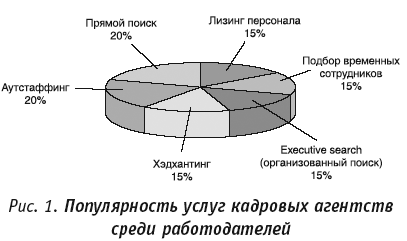 Прямой поиск
20%
Лизинг персонала
15%
Подбор временных
сотрудников
15%
Аутстаффинг
20%
Хэдхантинг
15%
Executive search
(организованный поиск)
15%
Рис. 1. Популярность услуг кадровых агентств
среди работодателей